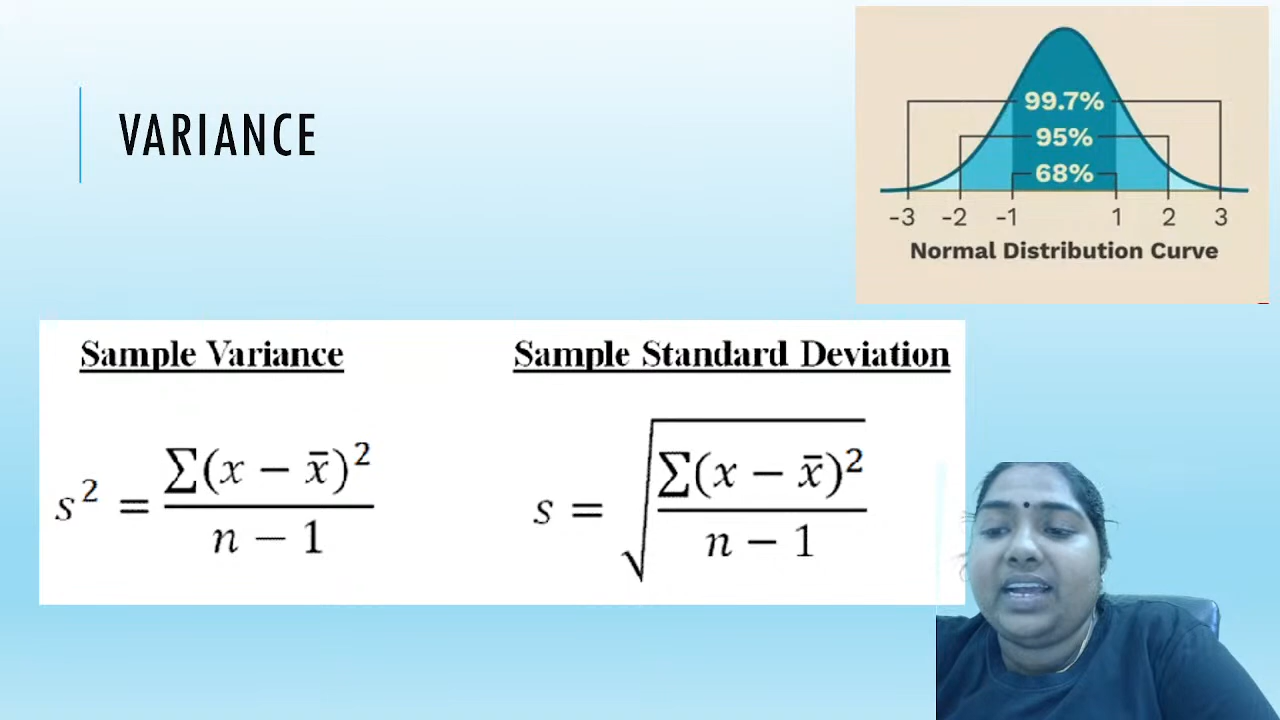 VARIANCE
99.7%
95%
68%
-3 -2 -1 1 2 3
Normal Distribution Curve
Sample Variance
s² = ∑(x − x̄)² / n − 1
Sample Standard Deviation
s = √(∑(x − x̄)² / n − 1)